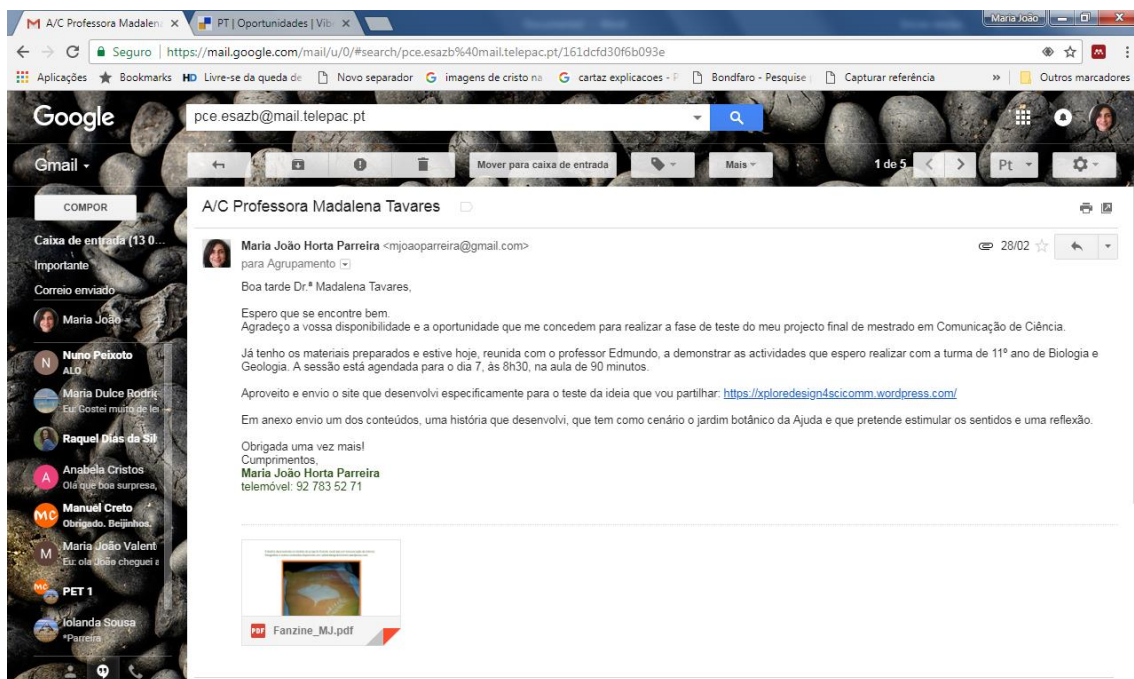 A/C Professora Madalena
PT | Oportunidades | Vib
Maria João
Seguro | https://mail.google.com/mail/u/0/#search/pce.esazb%40mail.telepac.pt/161dcfd30f6b093e
Aplicações Bookmarks HD Livre-se da queda de Novo separador imagens de cristo na cartaz explicacoes - P Bondfaro - Pesquise Capturar referência » Outros marcadores
Google pce.esazb@mail.telepac.pt
Gmail Mover para caixa de entrada Mais 1 de 5 Pt
COMPOR
A/C Professora Madalena Tavares
Caixa de entrada (13 0...
Importante
Correio enviado
Maria João
Nuno Peixoto
ALO
Maria Dulce Rodrig
Eu: Gostei muito de ler
Raquel Dias da Sil
Anabela Cristos
Olá que boa surpresa,
Manuel Creto
Obrigado. Beijinhos.
Maria João Valent
Eu: ola João cheguei a
PET 1
Iolanda Sousa
*Parreira
Maria João Horta Parreira <mjoaoparreira@gmail.com> 28/02
para Agrupamento
Boa tarde Dr.ª Madalena Tavares,
Espero que se encontre bem.
Agradeço a vossa disponibilidade e a oportunidade que me concedem para realizar a fase de teste do meu projecto final de mestrado em Comunicação de Ciência.
Já tenho os materiais preparados e estive hoje, reunida com o professor Edmundo, a demonstrar as actividades que espero realizar com a turma de 11º ano de Biologia e
Geologia. A sessão está agendada para o dia 7, às 8h30, na aula de 90 minutos.
Aproveito e envio o site que desenvolvi especificamente para o teste da ideia que vou partilhar: https://xploredesign4scicomm.wordpress.com/
Em anexo envio um dos conteúdos, uma história que desenvolvi, que tem como cenário o jardim botânico da Ajuda e que pretende estimular os sentidos e uma reflexão.
Obrigada uma vez mais!
Cumprimentos,
Maria João Horta Parreira
telemóvel: 92 783 52 71
PDF Fanzine_MJ.pdf